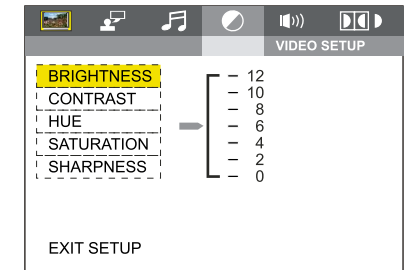 VIDEO SETUP
BRIGHTNESS
CONTRAST
HUE
SATURATION
SHARPNESS
– 12
– 10
– 8
– 6
– 4
– 2
– 0
EXIT SETUP